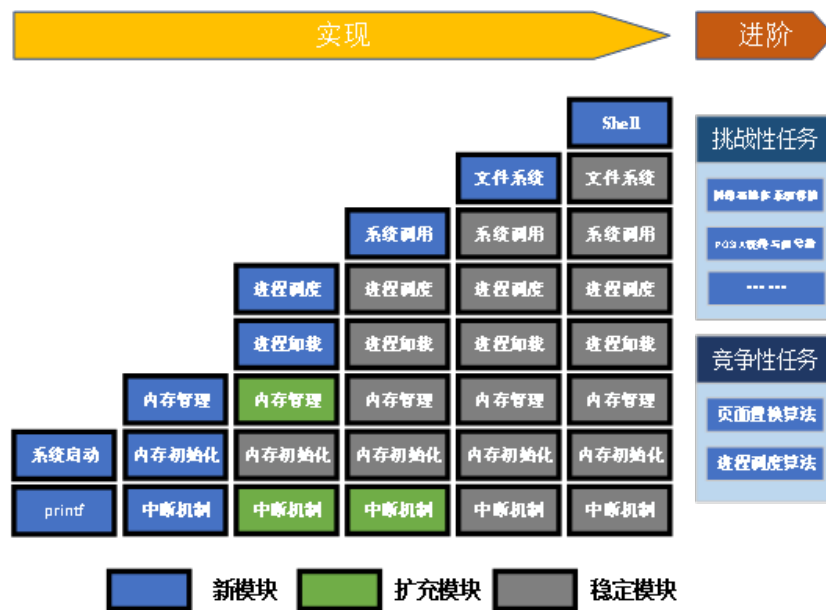 实现
进阶
Shell
挑战性任务
文件系统
文件系统
系统调用
系统调用
系统调用
……
进程调度
进程调度
进程调度
进程调度
进程卸载
进程卸载
进程卸载
进程卸载
竞争性任务
内存管理
内存管理
内存管理
内存管理
内存管理
页面置换算法
系统启动
内存初始化
内存初始化
内存初始化
内存初始化
内存初始化
进程调度算法
printf
中断机制
中断机制
中断机制
中断机制
中断机制
新模块
扩充模块
稳定模块